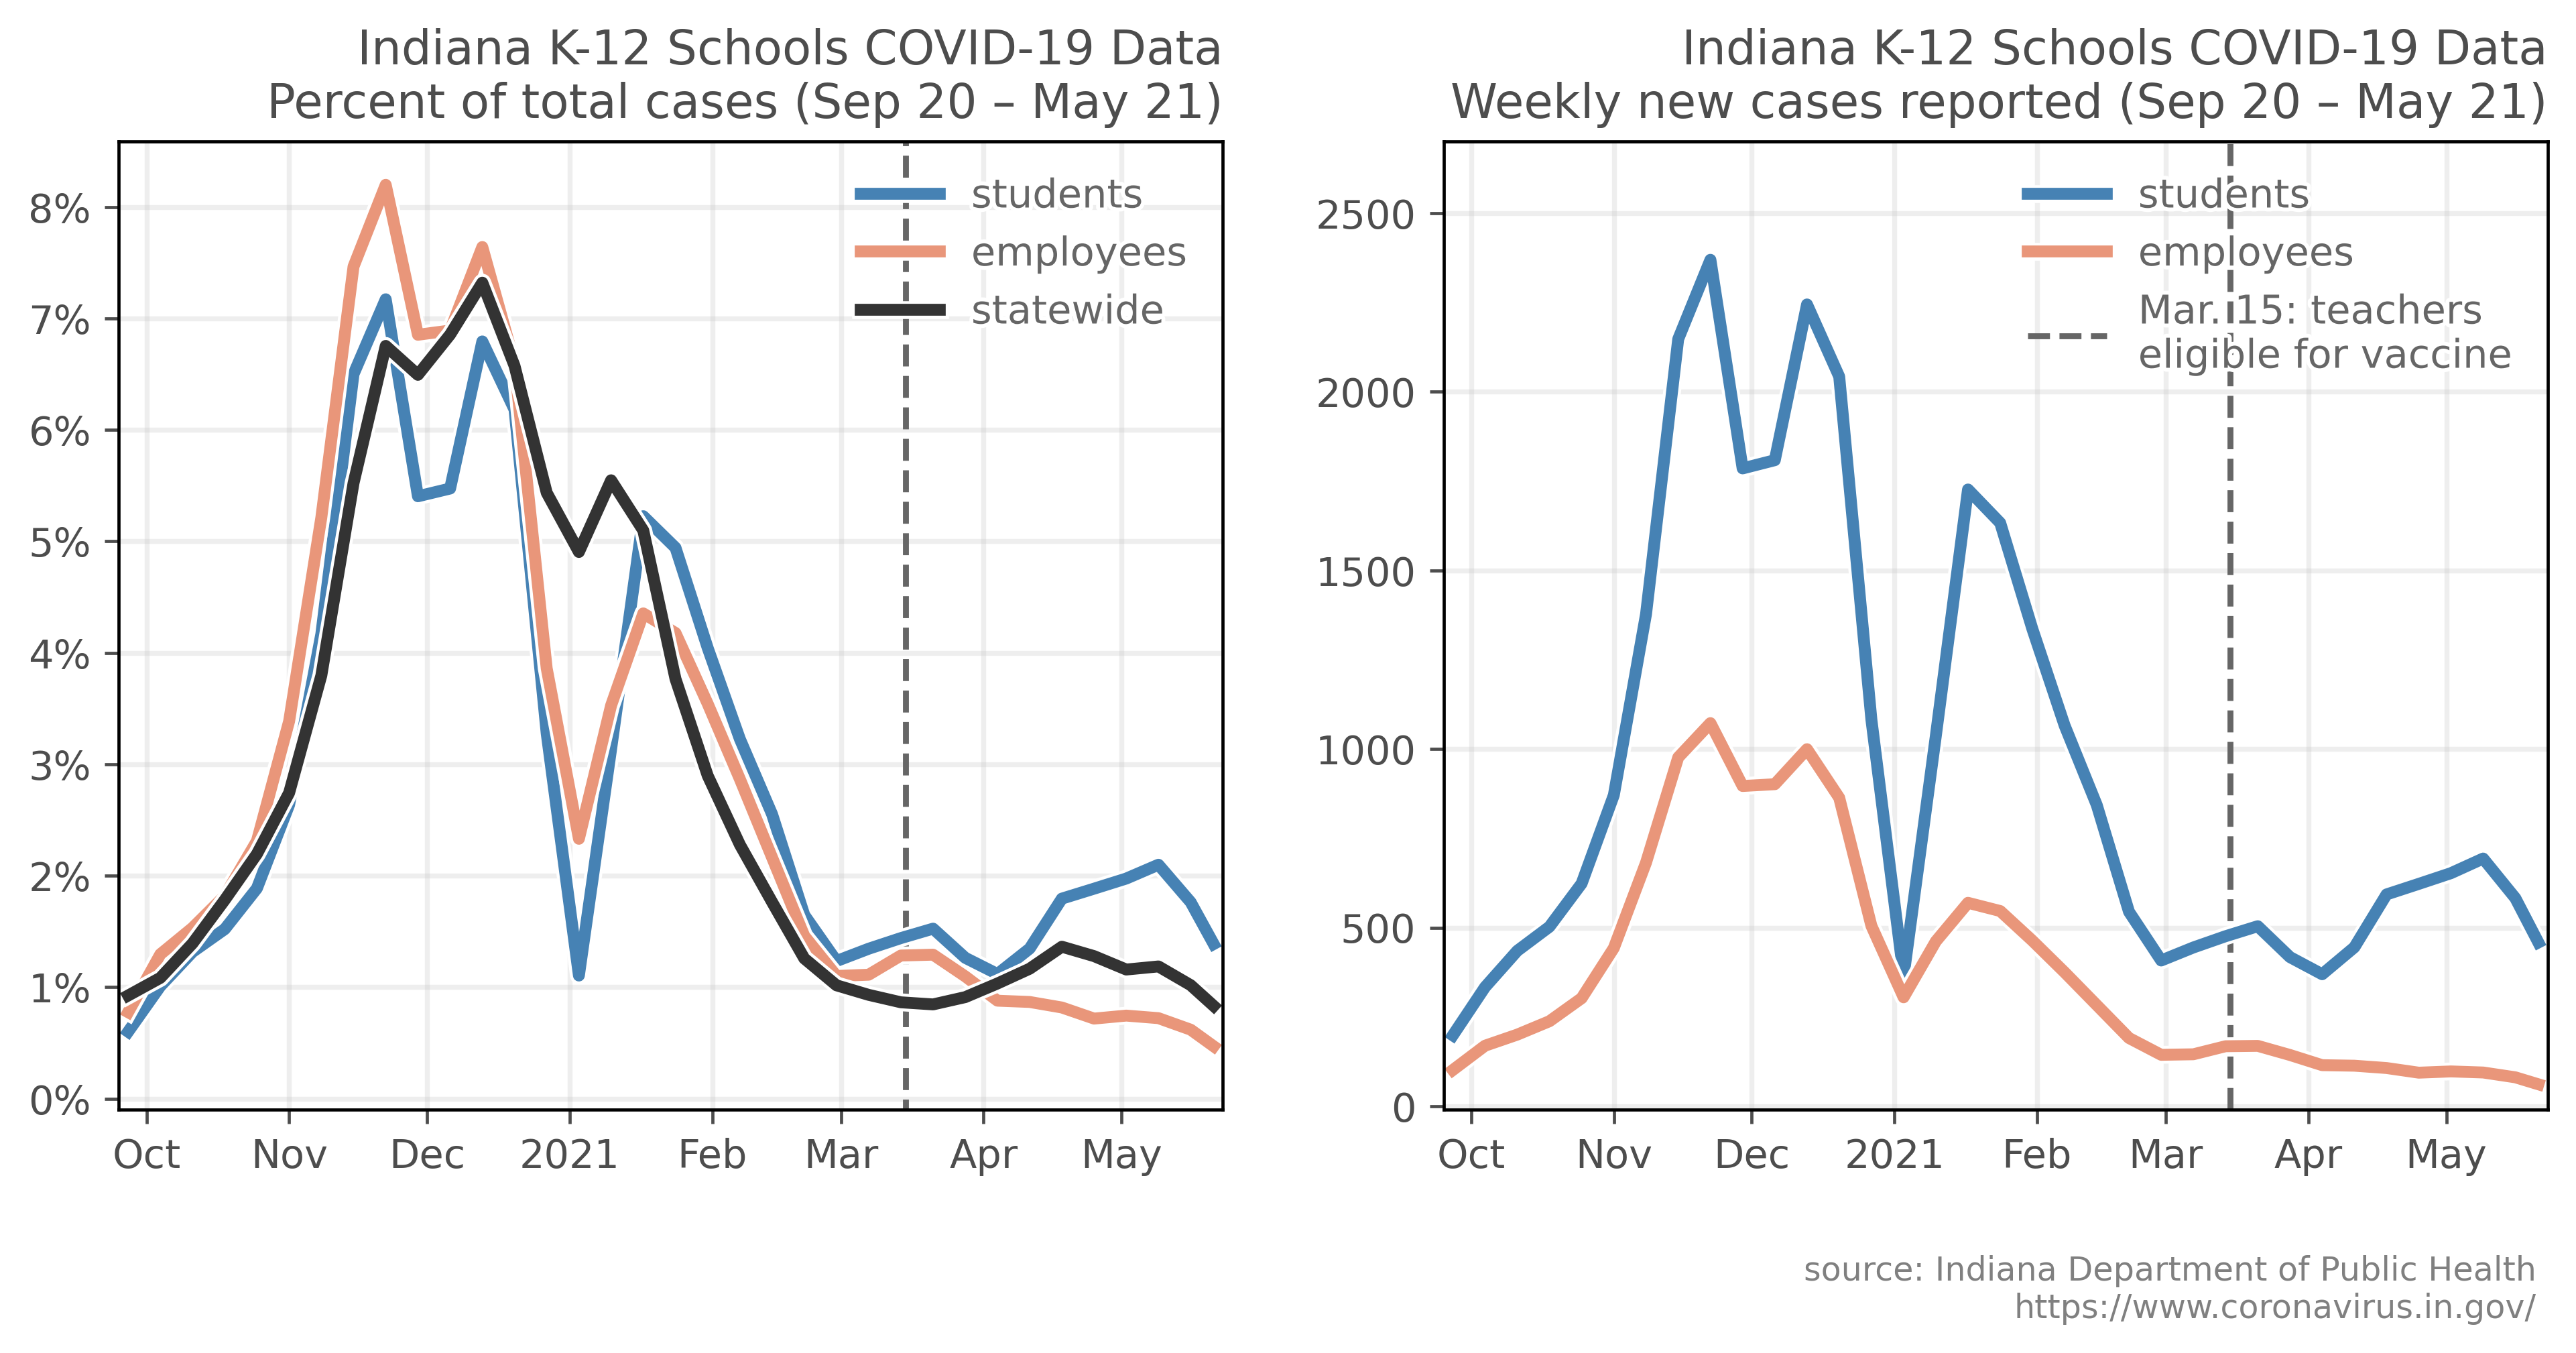 Indiana K-12 Schools COVID-19 Data
Percent of total cases (Sep 20 – May 21)
students
employees
statewide
8%
7%
6%
5%
4%
3%
2%
1%
0%
Oct
Nov
Dec
2021
Feb
Mar
Apr
May
Indiana K-12 Schools COVID-19 Data
Weekly new cases reported (Sep 20 – May 21)
students
employees
Mar. 15: teachers
eligible for vaccine
2500
2000
1500
1000
500
0
Oct
Nov
Dec
2021
Feb
Mar
Apr
May
source: Indiana Department of Public Health
https://www.coronavirus.in.gov/